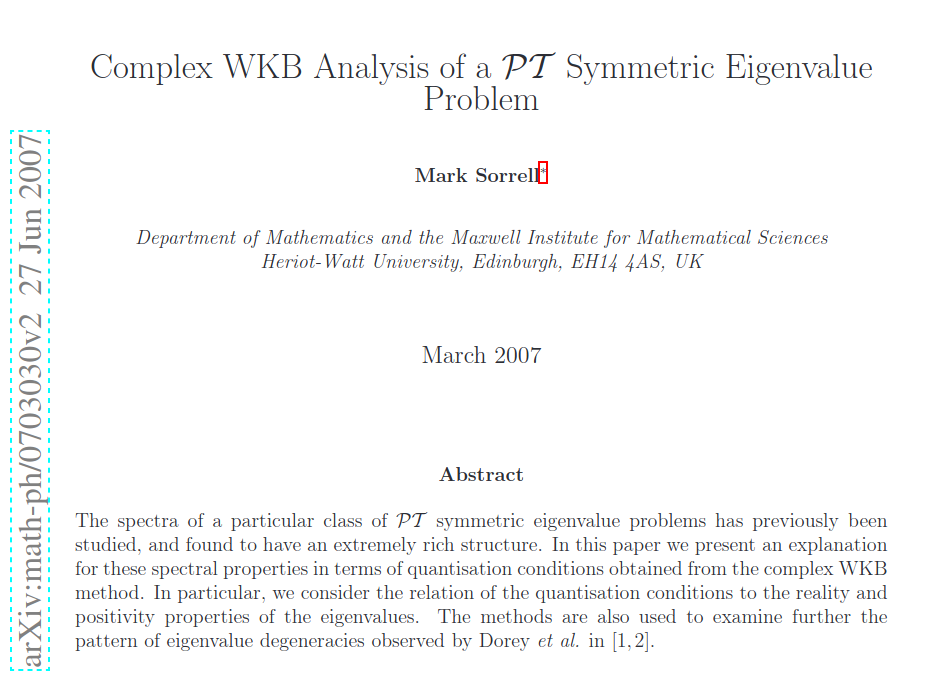 Complex WKB Analysis of a PT Symmetric Eigenvalue
Problem
Mark Sorrell*
Department of Mathematics and the Maxwell Institute for Mathematical Sciences
Heriot-Watt University, Edinburgh, EH14 4AS, UK
March 2007
Abstract
The spectra of a particular class of PT symmetric eigenvalue problems has previously been
studied, and found to have an extremely rich structure. In this paper we present an explanation
for these spectral properties in terms of quantisation conditions obtained from the complex WKB
method. In particular, we consider the relation of the quantisation conditions to the reality and
positivity properties of the eigenvalues. The methods are also used to examine further the
pattern of eigenvalue degeneracies observed by Dorey et al. in [1, 2].
arXiv:math-ph/0703030v2 27 Jun 2007